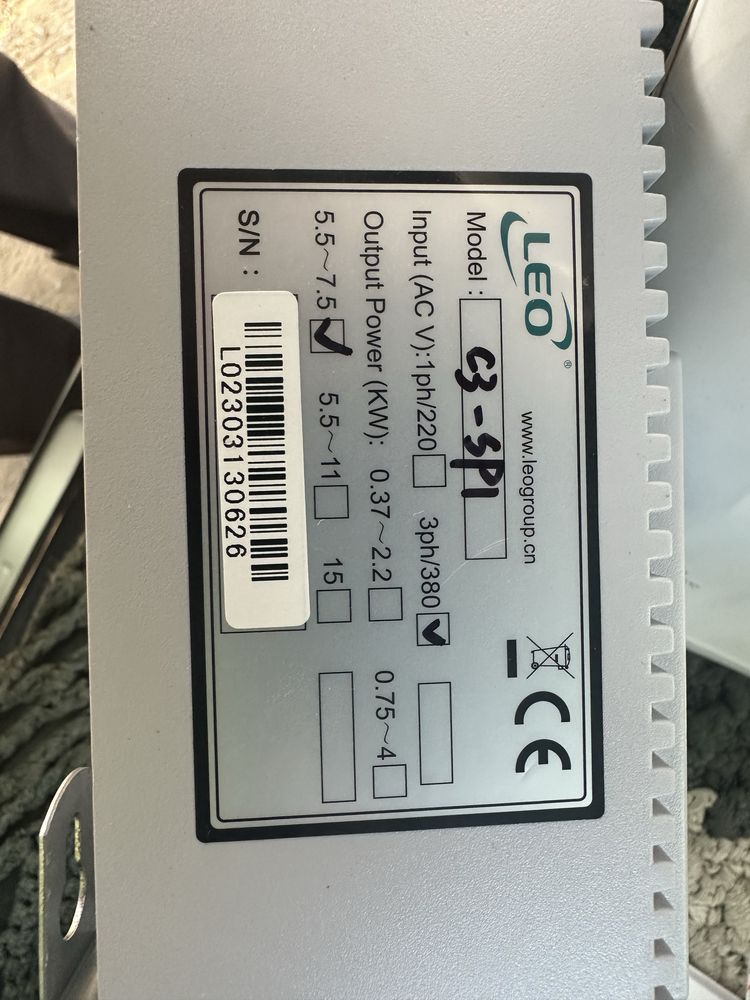 LEO®
www.leogroup.cn
CE
Model : C3-SP1
Input (AC V):1ph/220☐ 3ph/380☑
Output Power (KW): 0.37~2.2☐ 0.75~4☐
5.5~7.5☑ 5.5~11☐ 15☐
S/N :
L02303130626